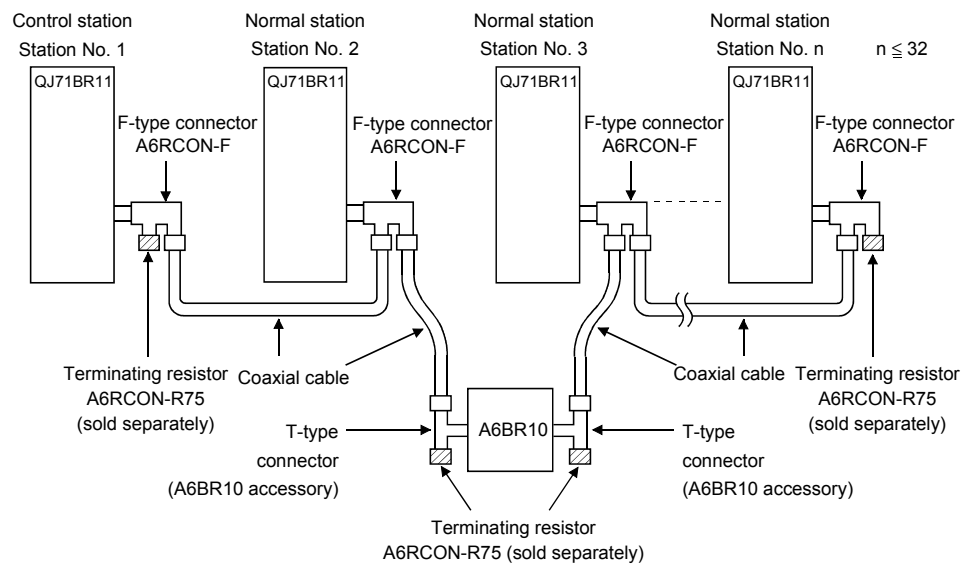 Control station
Station No. 1
Normal station
Station No. 2
Normal station
Station No. 3
Normal station
Station No. n
n ≦ 32
QJ71BR11
QJ71BR11
QJ71BR11
QJ71BR11
F-type connector
A6RCON-F
F-type connector
A6RCON-F
F-type connector
A6RCON-F
F-type connector
A6RCON-F
Terminating resistor
A6RCON-R75
(sold separately)
Coaxial cable
Coaxial cable
Terminating resistor
A6RCON-R75
(sold separately)
T-type
connector
(A6BR10 accessory)
A6BR10
T-type
connector
(A6BR10 accessory)
Terminating resistor
A6RCON-R75 (sold separately)